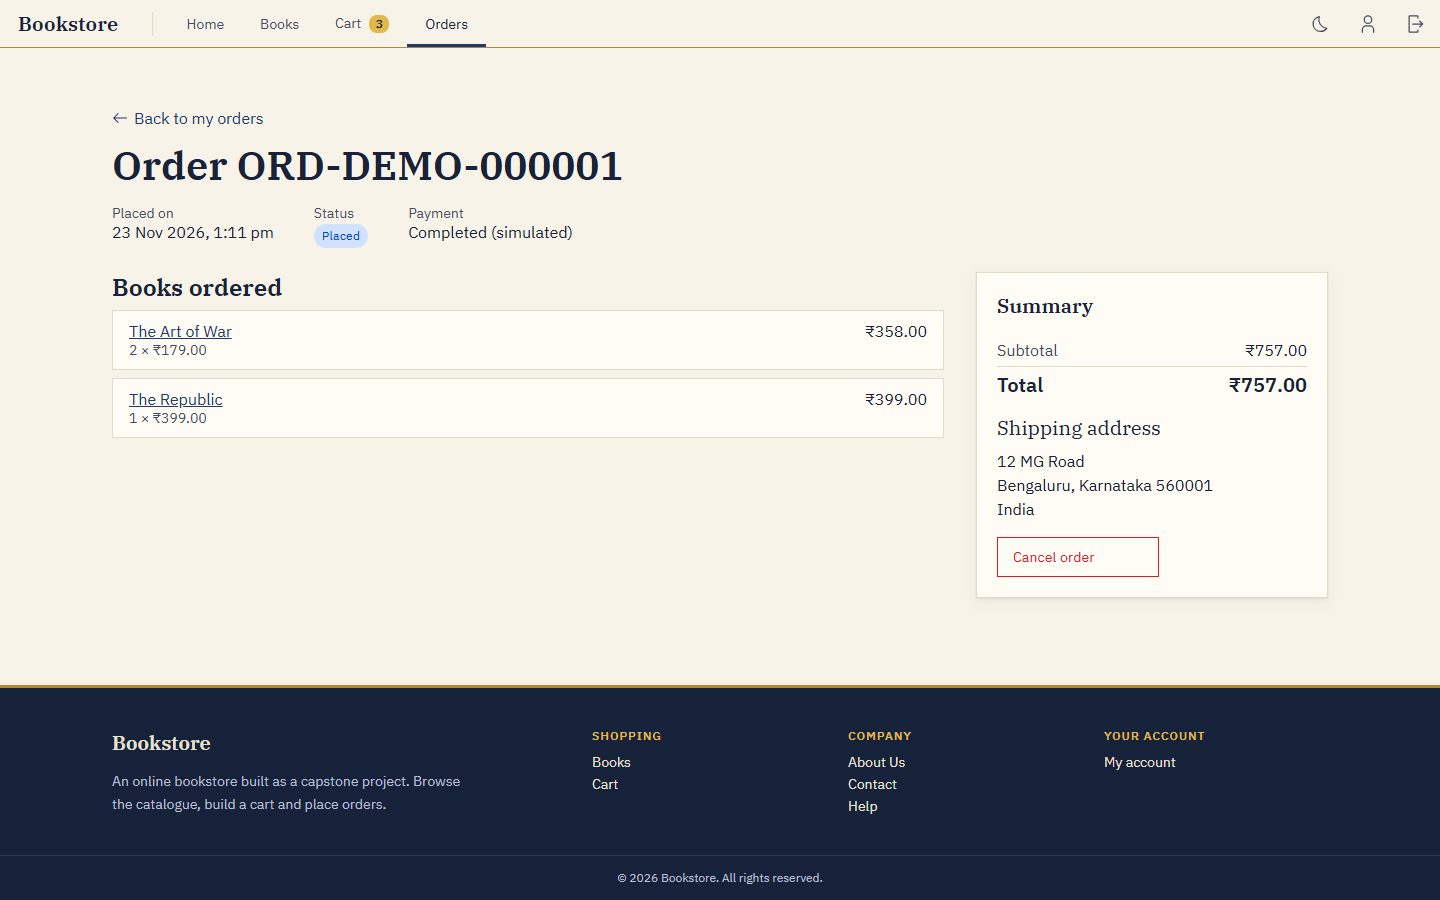 Bookstore
Home
Books
Cart 3
Orders
Back to my orders
Order ORD-DEMO-000001
Placed on
23 Nov 2026, 1:11 pm
Status
Placed
Payment
Completed (simulated)
Books ordered
The Art of War
₹358.00
2 × ₹179.00
The Republic
₹399.00
1 × ₹399.00
Summary
Subtotal ₹757.00
Total ₹757.00
Shipping address
12 MG Road
Bengaluru, Karnataka 560001
India
Cancel order
Bookstore
An online bookstore built as a capstone project. Browse
the catalogue, build a cart and place orders.
SHOPPING
Books
Cart
COMPANY
About Us
Contact
Help
YOUR ACCOUNT
My account
© 2026 Bookstore. All rights reserved.